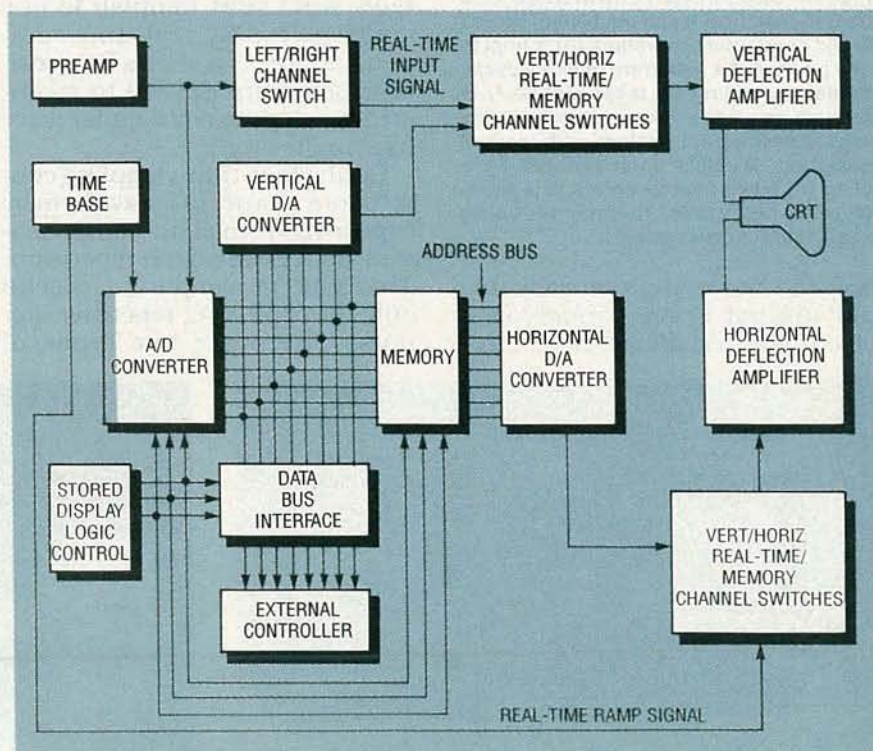 PREAMP
LEFT/RIGHT
CHANNEL
SWITCH
REAL-TIME
INPUT
SIGNAL
VERT/HORIZ
REAL-TIME/
MEMORY
CHANNEL SWITCHES
VERTICAL
DEFLECTION
AMPLIFIER
TIME
BASE
VERTICAL
D/A
CONVERTER
CRT
ADDRESS BUS
A/D
CONVERTER
MEMORY
HORIZONTAL
D/A
CONVERTER
HORIZONTAL
DEFLECTION
AMPLIFIER
STORED
DISPLAY
LOGIC
CONTROL
DATA
BUS
INTERFACE
VERT/HORIZ
REAL-TIME/
MEMORY
CHANNEL SWITCHES
EXTERNAL
CONTROLLER
REAL-TIME RAMP SIGNAL